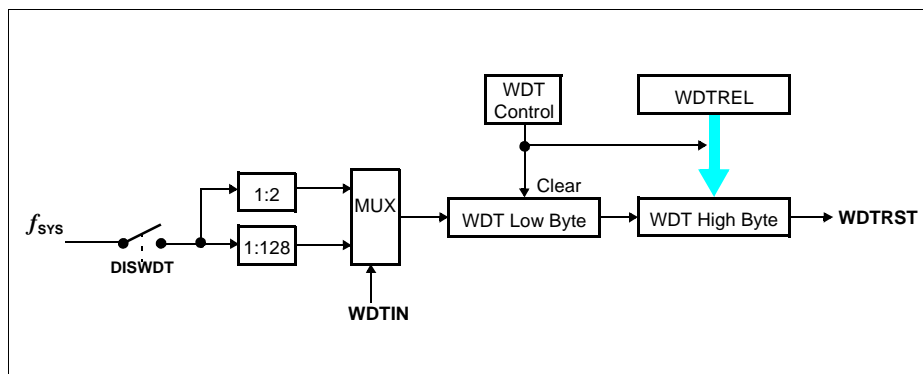 WDT
Control
WDTREL
Clear
1:2
MUX
WDT Low Byte
WDT High Byte
WDTRST
fSYS
1:128
DISWDT
WDTIN